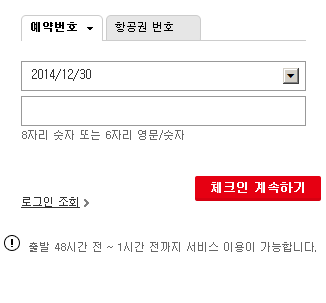 예약번호 항공권 번호
2014/12/30
8자리 숫자 또는 6자리 영문/숫자
체크인 계속하기
로그인 조회
출발 48시간 전 ~ 1시간 전까지 서비스 이용이 가능합니다.